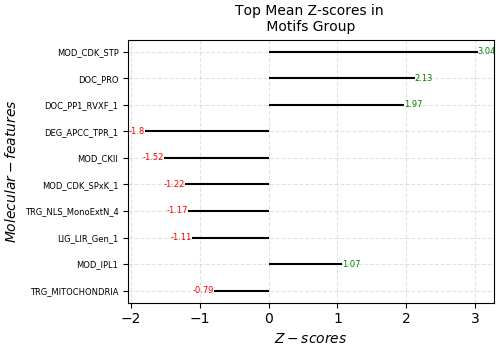 Top Mean Z-scores in
Motifs Group
Molecular-features
MOD_CDK_STP 3.04
DOC_PRO 2.13
DOC_PP1_RVXF_1 1.97
DEG_APCC_TPR_1 -1.8
MOD_CKII -1.52
MOD_CDK_SPxK_1 -1.22
TRG_NLS_MonoExtN_4 -1.17
LIG_LIR_Gen_1 -1.11
MOD_IPL1 1.07
TRG_MITOCHONDRIA -0.79
−2 −1 0 1 2 3
Z-scores